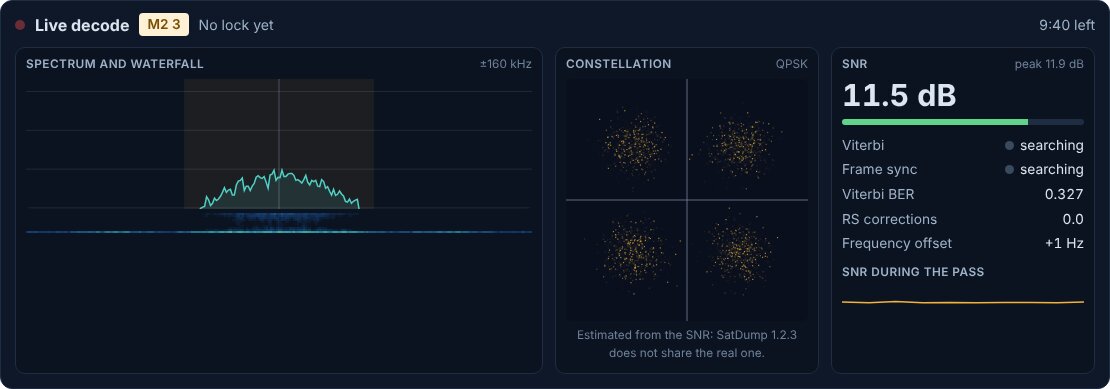 Live decode M2 3 No lock yet 9:40 left
SPECTRUM AND WATERFALL ±160 kHz
CONSTELLATION QPSK
Estimated from the SNR: SatDump 1.2.3
does not share the real one.
SNR peak 11.9 dB
11.5 dB
Viterbi searching
Frame sync searching
Viterbi BER 0.327
RS corrections 0.0
Frequency offset +1 Hz
SNR DURING THE PASS